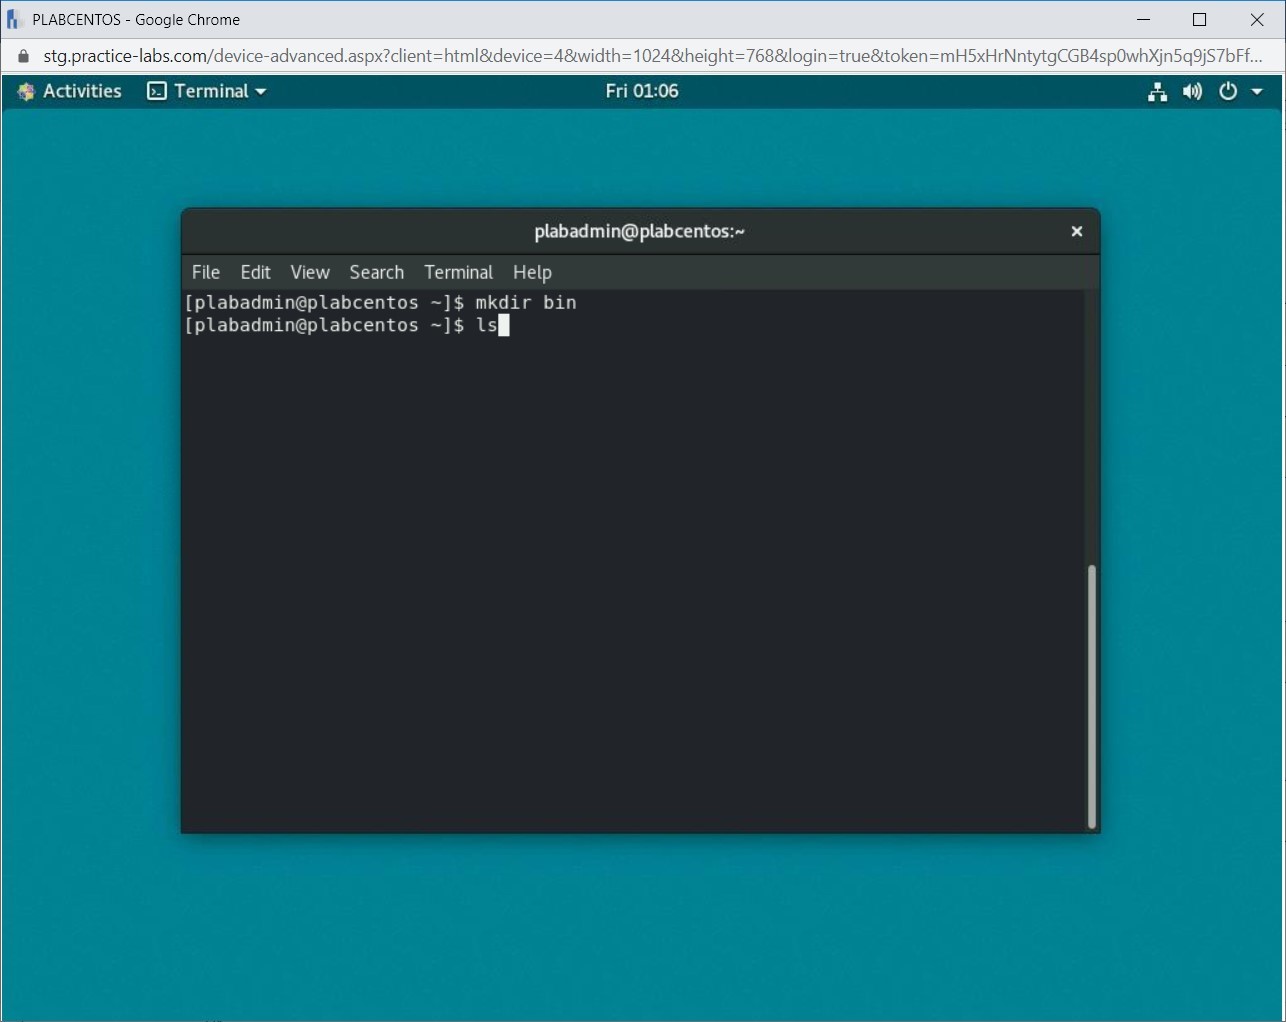 PLABCENTOS - Google Chrome
stg.practice-labs.com/device-advanced.aspx?client=html&device=4&width=1024&height=768&login=true&token=mH5xHrNntytgCGB4sp0whXjn5q9jS7bFf...
Activities Terminal Fri 01:06
plabadmin@plabcentos:~
File Edit View Search Terminal Help
[plabadmin@plabcentos ~]$ mkdir bin
[plabadmin@plabcentos ~]$ ls